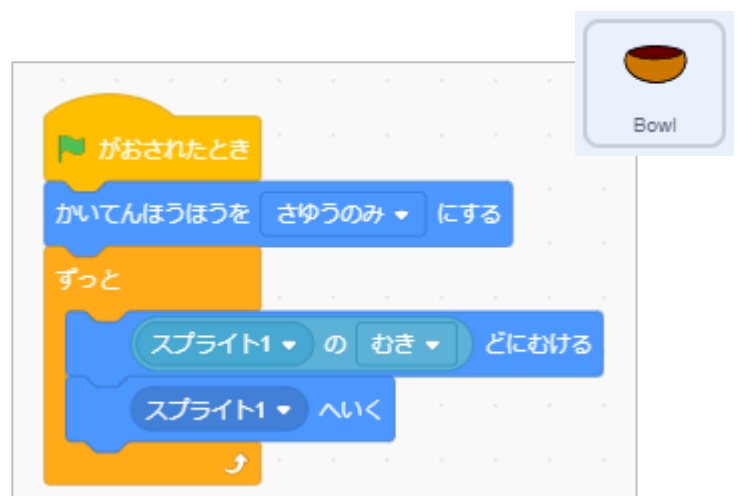 Bowl
がおされたとき
かいてんほうほうを さゆうのみ にする
ずっと
スプライト1 の むき どにむける
スプライト1 へいく